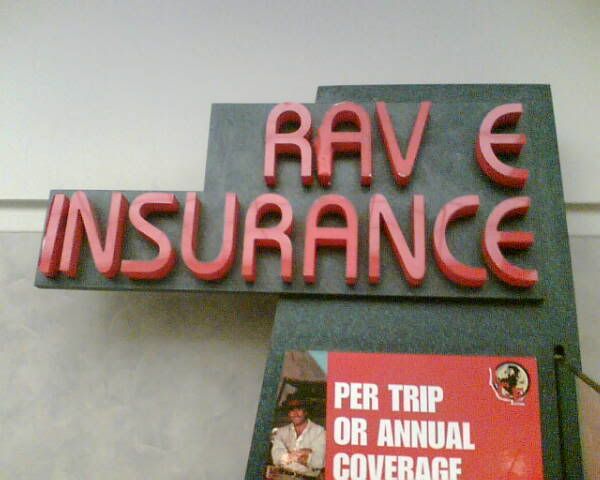 RAV E
INSURANCE
PER TRIP
OR ANNUAL
COVERAGE